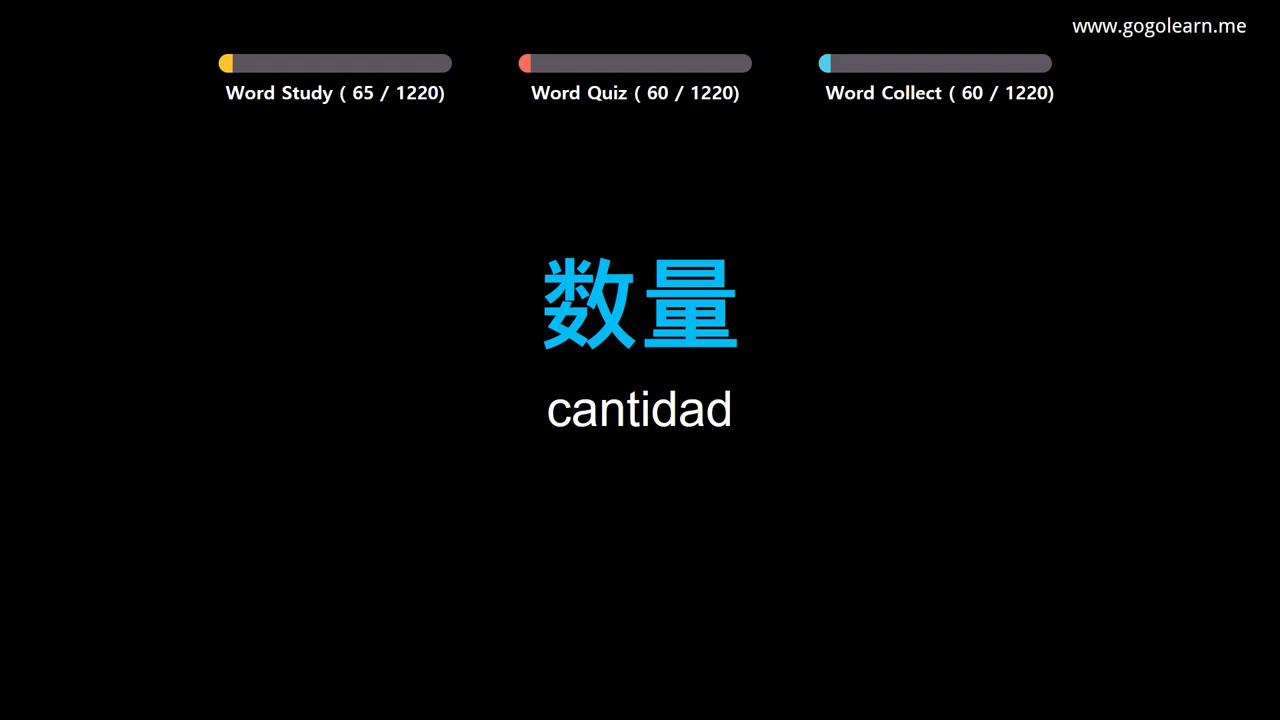 www.gogolearn.me
Word Study ( 65 / 1220)
Word Quiz ( 60 / 1220)
Word Collect ( 60 / 1220)
数量
cantidad